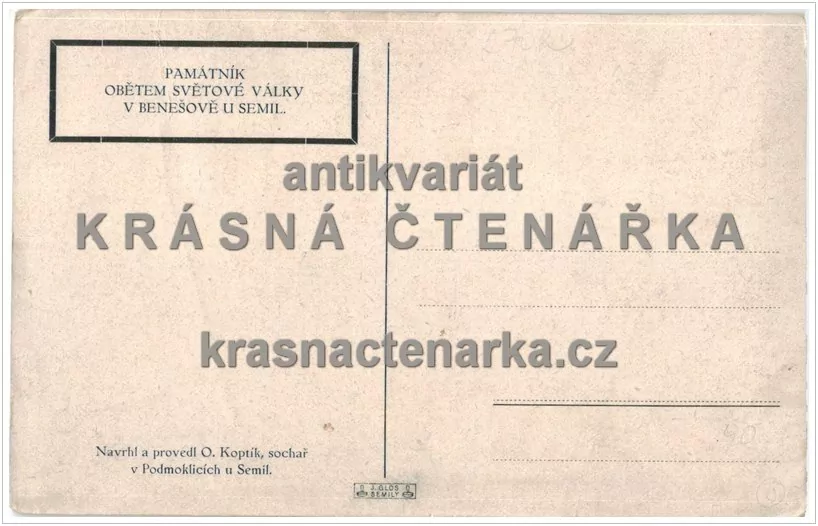 PAMÁTNÍK
OBĚTEM SVĚTOVÉ VÁLKY
V BENEŠOVĚ U SEMIL.
antikvariát
KRÁSNÁ ČTENÁŘKA
krasnactenarka.cz
Navrhl a provedl O. Koptík, sochař
v Podmoklicích u Semil.
J. GLOS
SEMILY